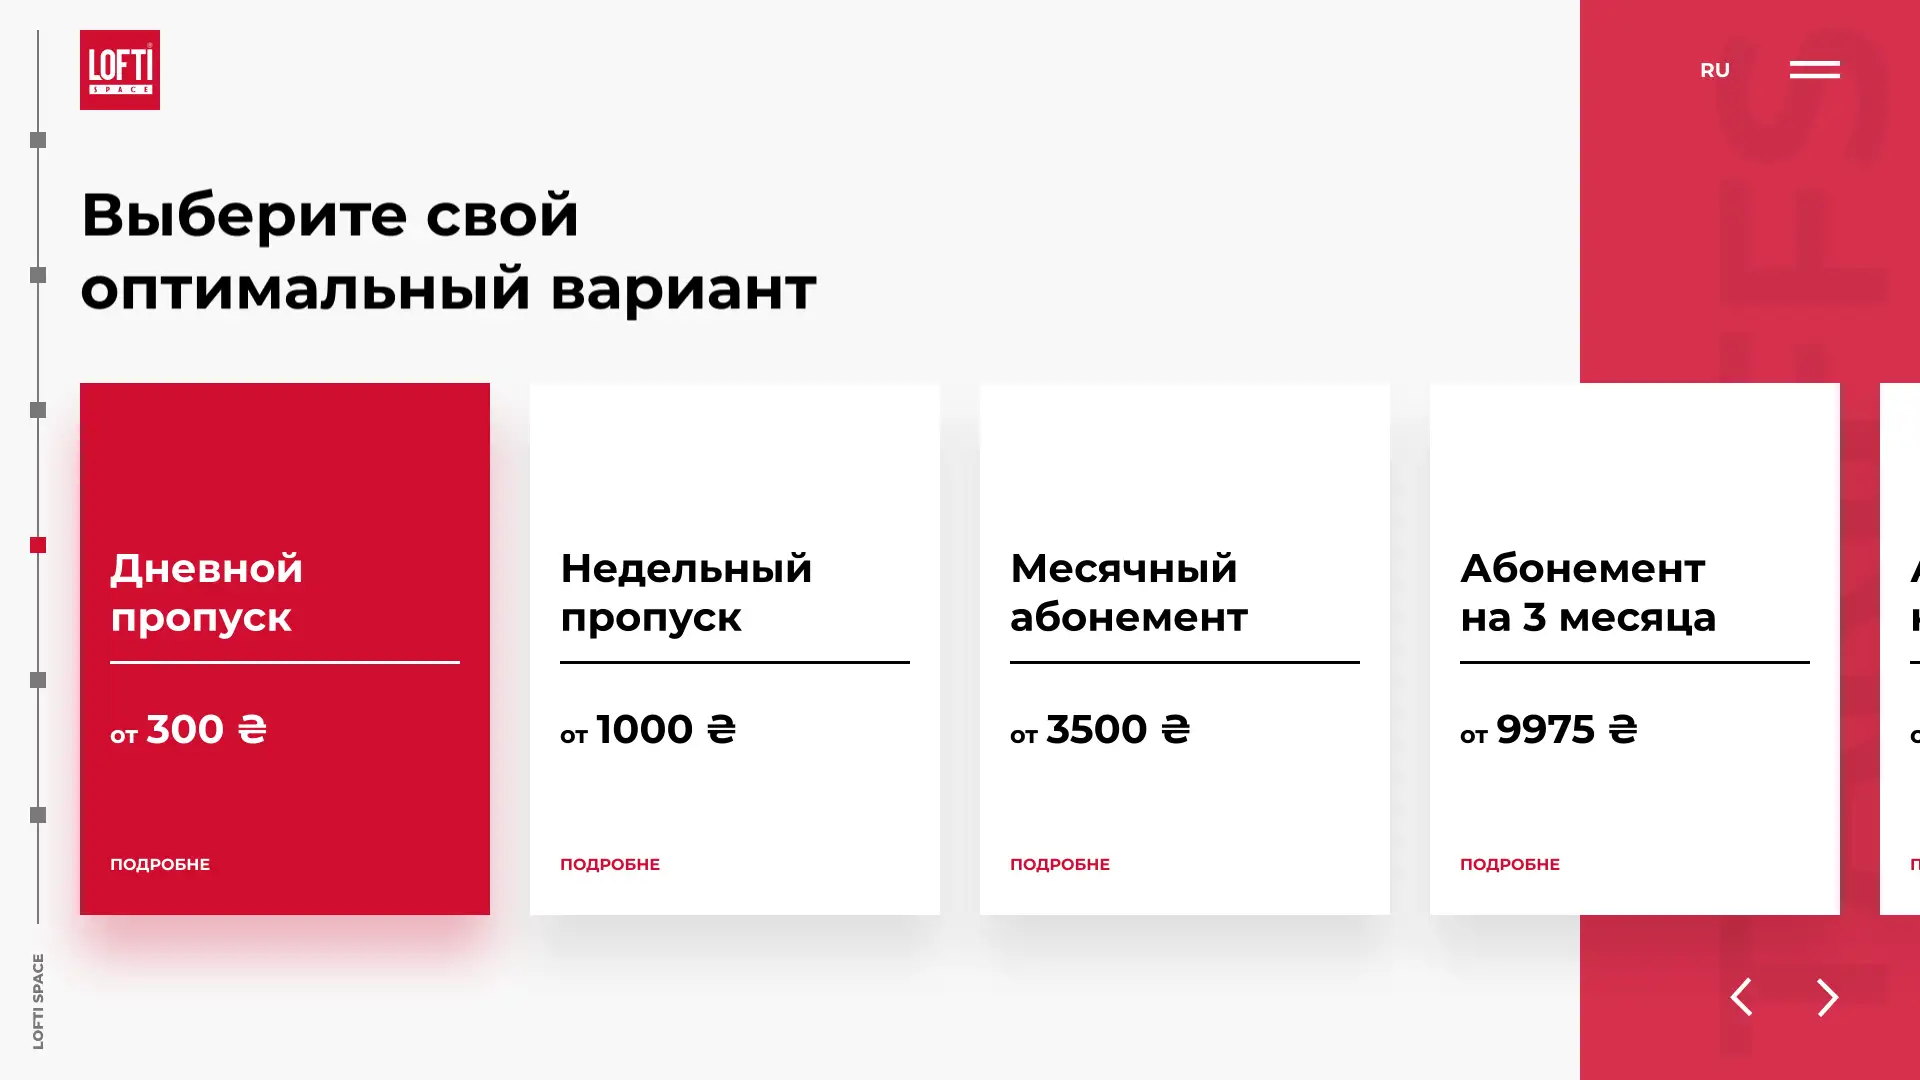 LOFTI
SPACE
RU
Выберите свой
оптимальный вариант
Дневной
пропуск
от 300 ₴
ПОДРОБНЕ
Недельный
пропуск
от 1000 ₴
ПОДРОБНЕ
Месячный
абонемент
от 3500 ₴
ПОДРОБНЕ
Абонемент
на 3 месяца
от 9975 ₴
ПОДРОБНЕ
LOFTI SPACE